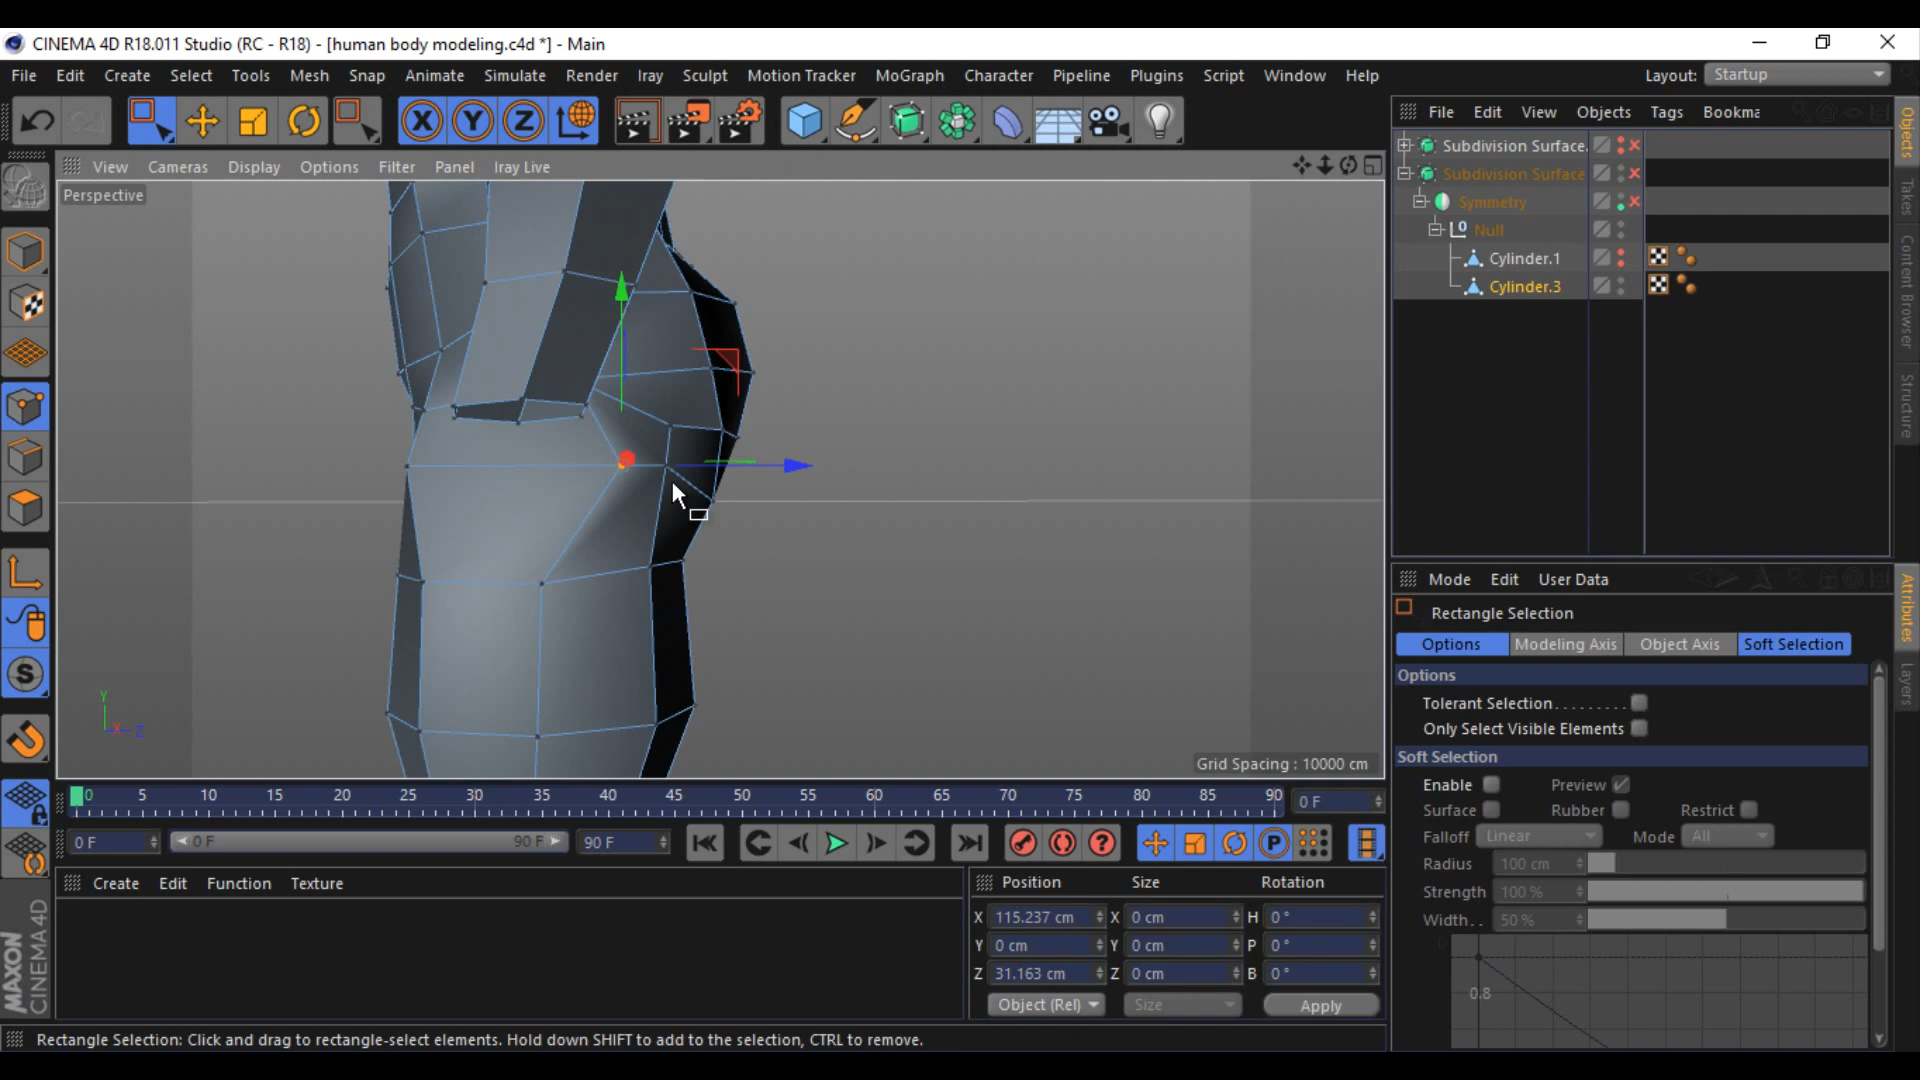 CINEMA 4D R18.011 Studio (RC - R18) - [human body modeling.c4d *] - Main
File Edit Create Select Tools Mesh Snap Animate Simulate Render Iray Sculpt Motion Tracker MoGraph Character Pipeline Plugins Script Window Help
Layout: Startup
X Y Z
File Edit View Objects Tags Bookma
View Cameras Display Options Filter Panel Iray Live
Perspective
Subdivision Surface.
Subdivision Surface
Symmetry
0 Null
Cylinder.1
Cylinder.3
Objects
Takes
Content Browser
Structure
S
Y
X Z
Grid Spacing : 10000 cm
Mode Edit User Data
Rectangle Selection
Options Modeling Axis Object Axis Soft Selection
Options
Tolerant Selection . . . . . . . .
Only Select Visible Elements
Soft Selection
Enable Preview
Surface Rubber Restrict
Falloff Linear Mode All
Radius 100 cm
Strength 100 %
Width. . 50 %
0.8
Attributes
Layers
0 5 10 15 20 25 30 35 40 45 50 55 60 65 70 75 80 85 90 0 F
0 F 0 F 90 F 90 F
? P
Create Edit Function Texture
Position Size Rotation
X 115.237 cm X 0 cm H 0 °
Y 0 cm Y 0 cm P 0 °
Z 31.163 cm Z 0 cm B 0 °
Object (Rel) Size Apply
MAXON
CINEMA 4D
Rectangle Selection: Click and drag to rectangle-select elements. Hold down SHIFT to add to the selection, CTRL to remove.